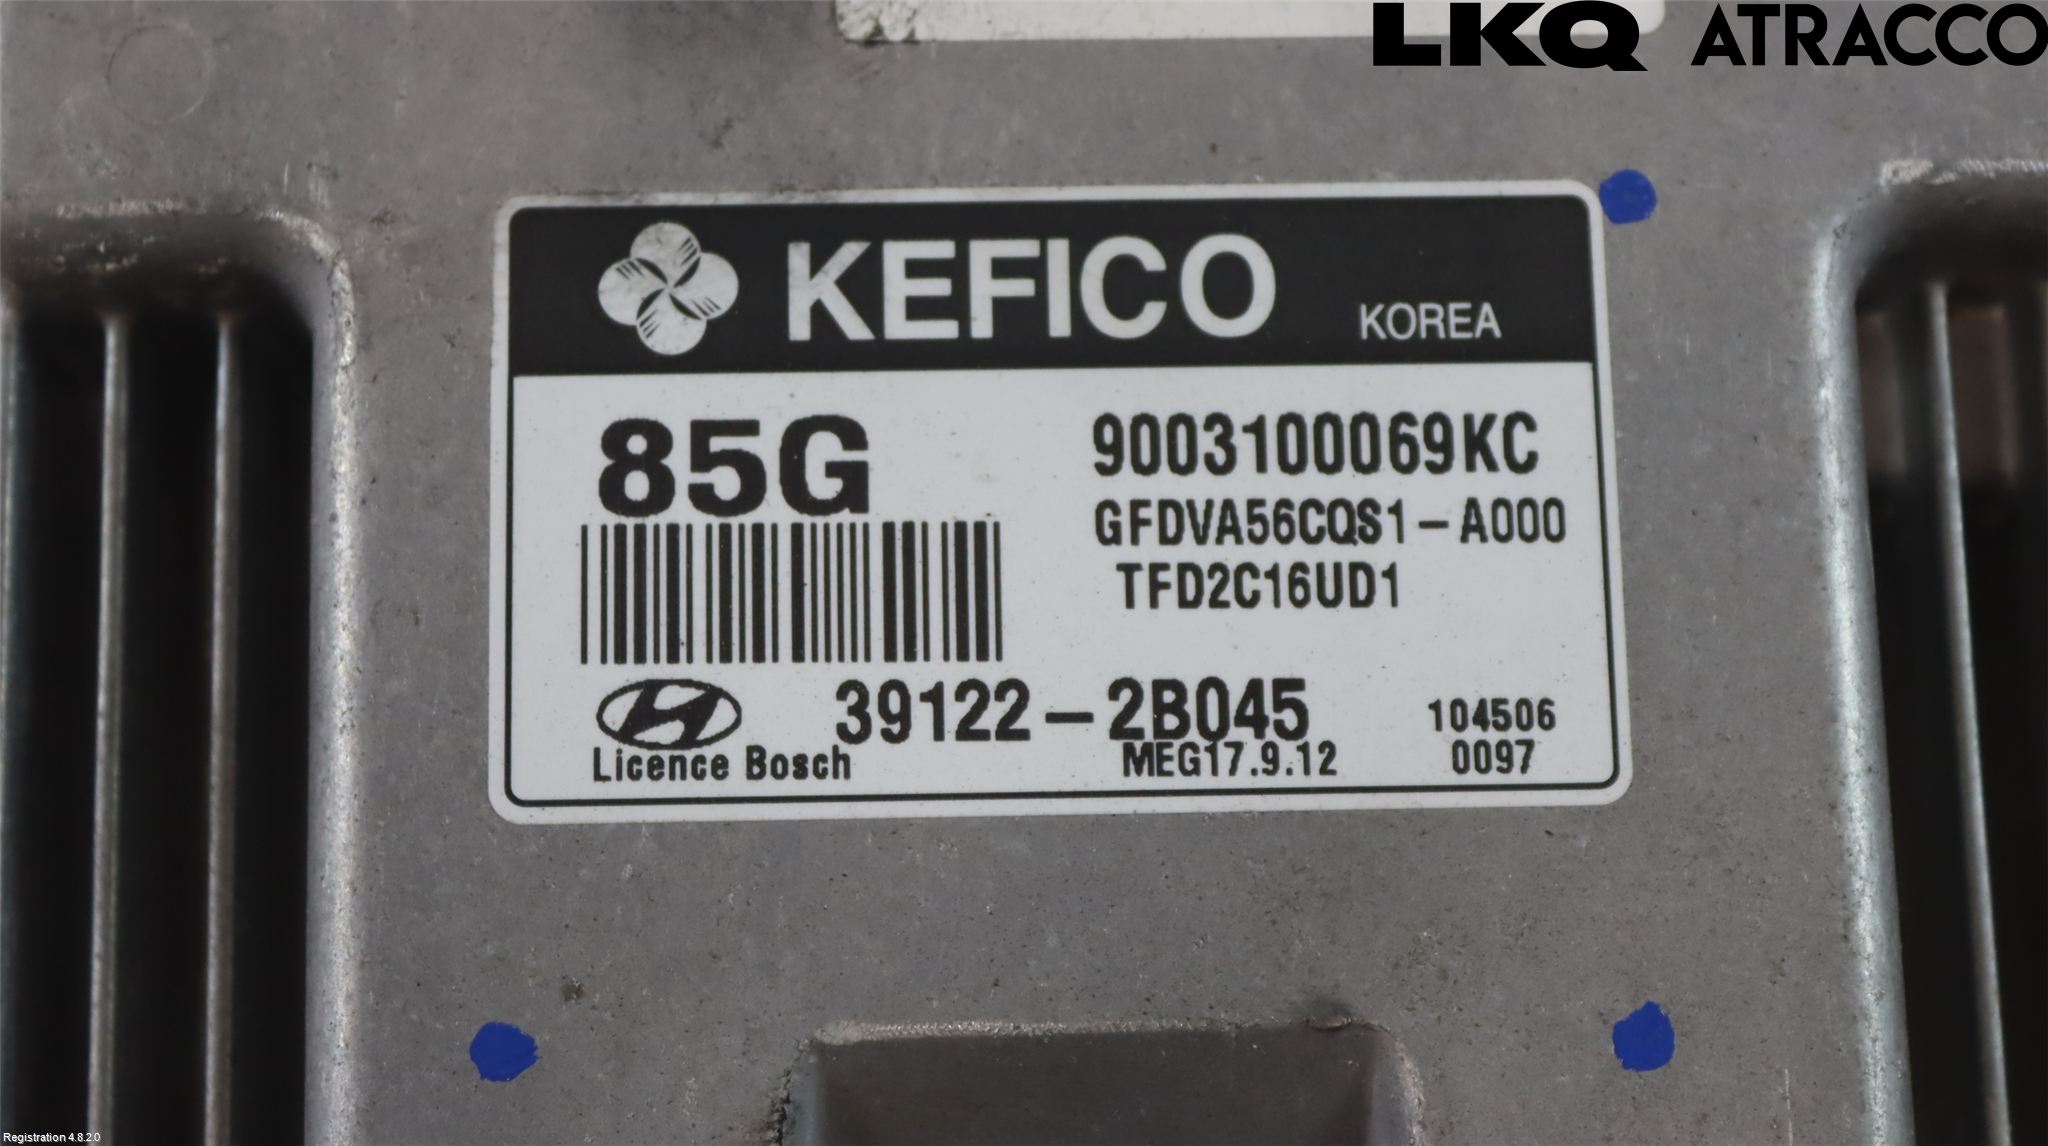 LKQ ATRACCO
KEFICO KOREA
85G 9003100069KC
GFDVA56CQS1-A000
TFD2C16UD1
39122-2B045 104506
Licence Bosch MEG17.9.12 0097
Registration 4.8.2.0